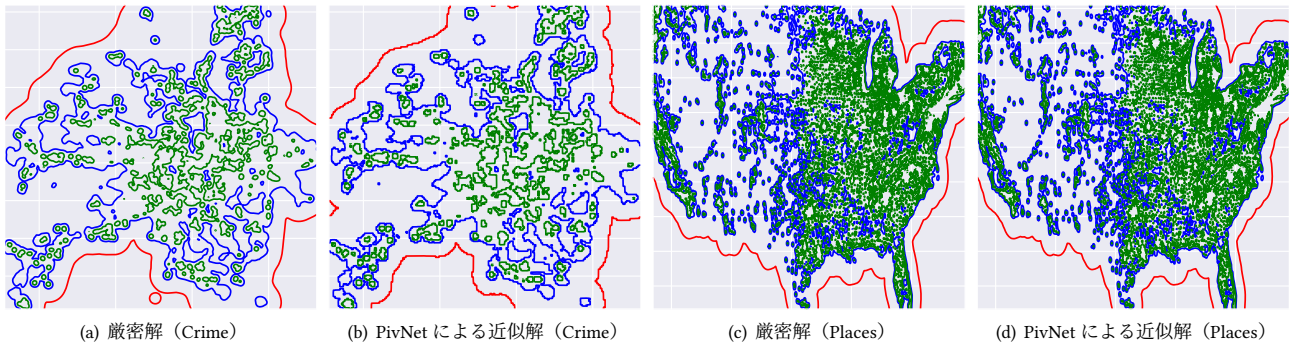 (a) 厳密解（Crime）
(b) PivNet による近似解（Crime）
(c) 厳密解（Places）
(d) PivNet による近似解（Places）